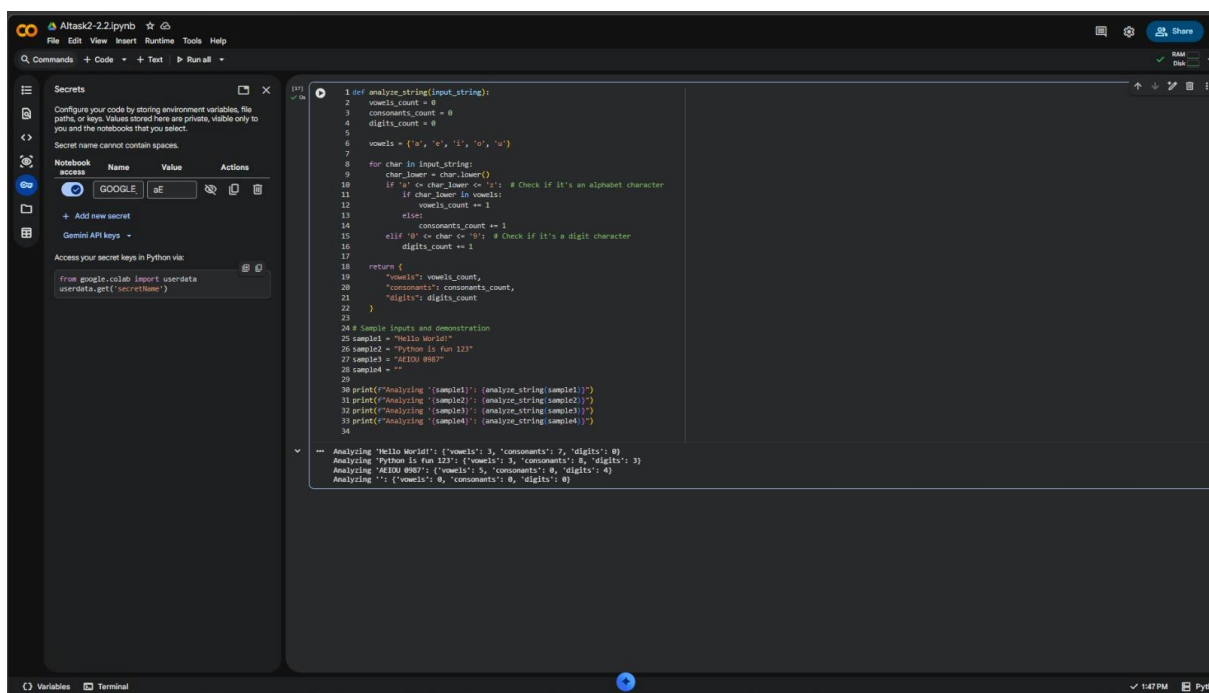 CO AItask2-2.2.ipynb
File Edit View Insert Runtime Tools Help
Share
Commands + Code + Text Run all
RAM
Disk
Secrets
Configure your code by storing environment variables, file
paths, or keys. Values stored here are private, visible only to
you and the notebooks that you select.
Secret name cannot contain spaces.
Notebook access Name Value Actions
GOOGLE_ aE
+ Add new secret
Gemini API keys
Access your secret keys in Python via:
from google.colab import userdata
userdata.get('secretName')
[17]
0s
1 def analyze_string(input_string):
2     vowels_count = 0
3     consonants_count = 0
4     digits_count = 0
5
6     vowels = {'a', 'e', 'i', 'o', 'u'}
7
8     for char in input_string:
9         char_lower = char.lower()
10         if 'a' <= char_lower <= 'z':  # Check if it's an alphabet character
11             if char_lower in vowels:
12                 vowels_count += 1
13             else:
14                 consonants_count += 1
15         elif '0' <= char <= '9':  # Check if it's a digit character
16             digits_count += 1
17
18     return {
19         "vowels": vowels_count,
20         "consonants": consonants_count,
21         "digits": digits_count
22     }
23
24 # Sample inputs and demonstration
25 sample1 = "Hello World!"
26 sample2 = "Python is fun 123"
27 sample3 = "AEIOU 0987"
28 sample4 = ""
29
30 print(f"Analyzing '{sample1}': {analyze_string(sample1)}")
31 print(f"Analyzing '{sample2}': {analyze_string(sample2)}")
32 print(f"Analyzing '{sample3}': {analyze_string(sample3)}")
33 print(f"Analyzing '{sample4}': {analyze_string(sample4)}")
34
Analyzing 'Hello World!': {'vowels': 3, 'consonants': 7, 'digits': 0}
Analyzing 'Python is fun 123': {'vowels': 3, 'consonants': 8, 'digits': 3}
Analyzing 'AEIOU 0987': {'vowels': 5, 'consonants': 0, 'digits': 4}
Analyzing '': {'vowels': 0, 'consonants': 0, 'digits': 0}
Variables Terminal
1:47 PM Pyt